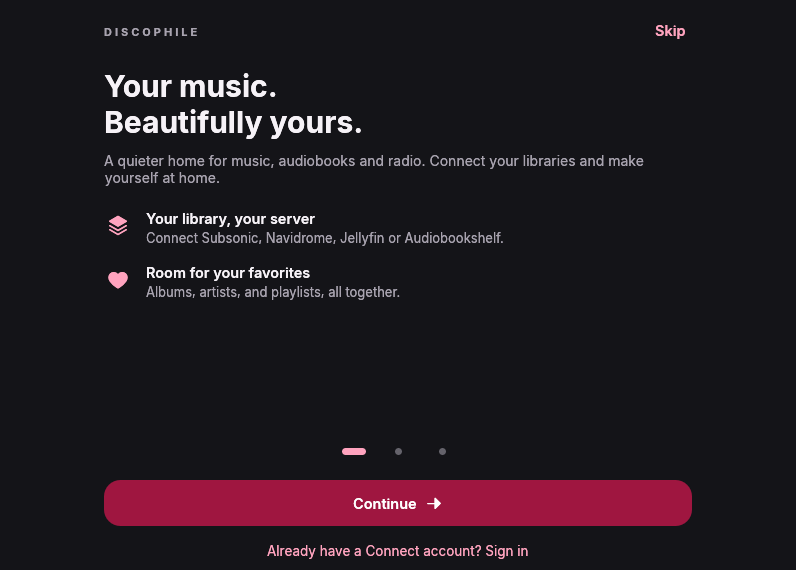 DISCOPHILE
Skip
Your music.
Beautifully yours.
A quieter home for music, audiobooks and radio. Connect your libraries and make
yourself at home.
Your library, your server
Connect Subsonic, Navidrome, Jellyfin or Audiobookshelf.
Room for your favorites
Albums, artists, and playlists, all together.
Continue
Already have a Connect account? Sign in